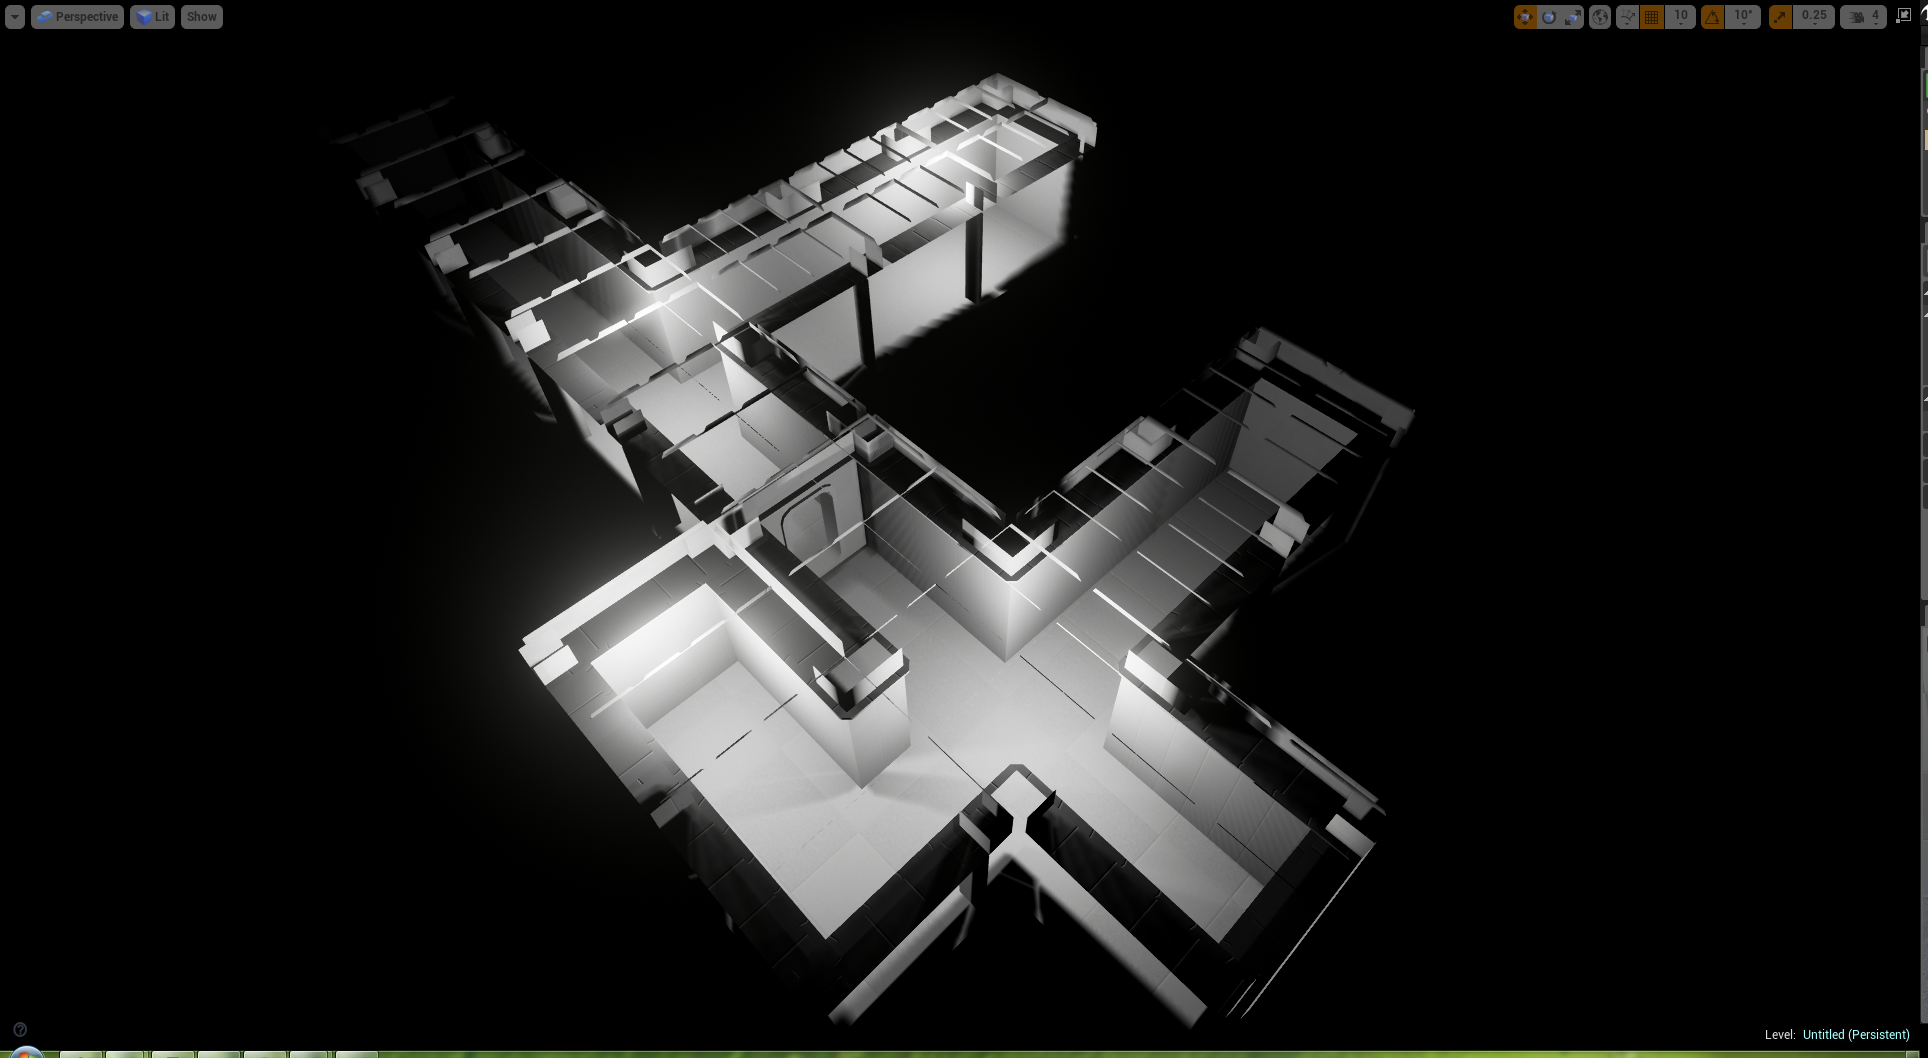 Perspective Lit Show 10 10° 0.25 4
Level: Untitled (Persistent)